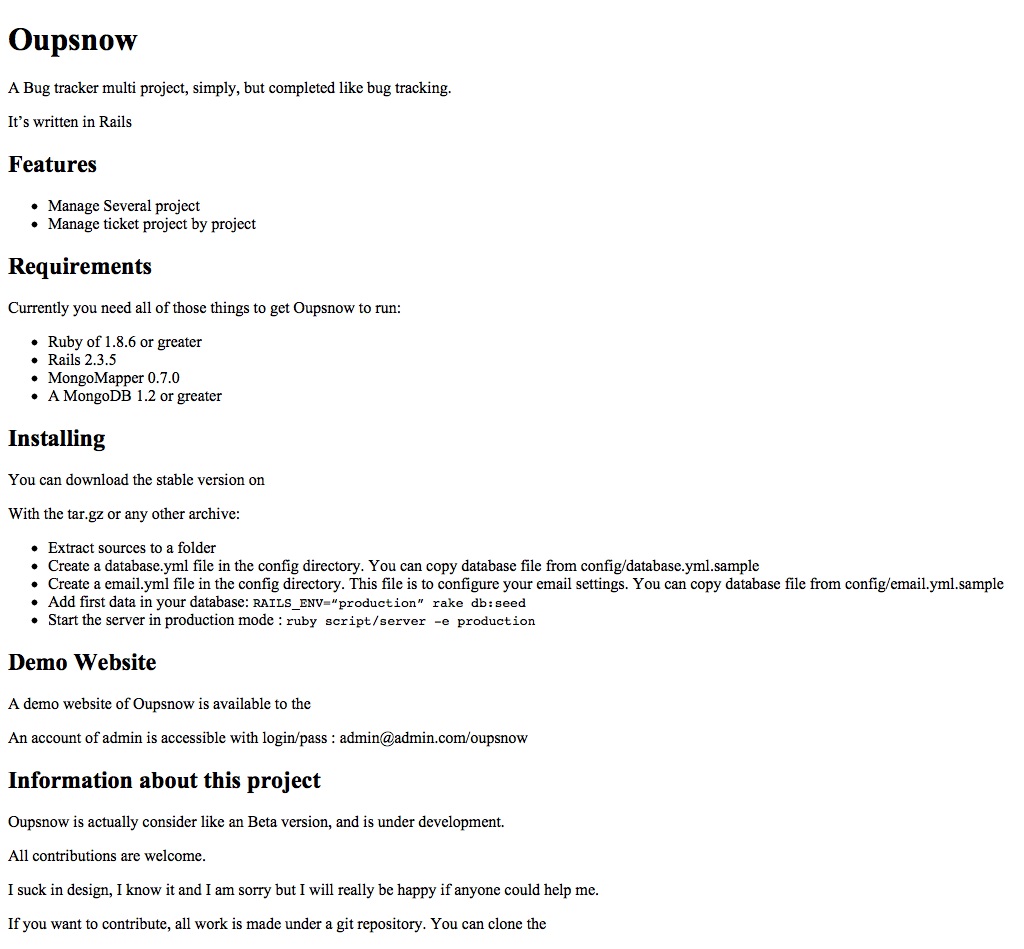 Oupsnow
A Bug tracker multi project, simply, but completed like bug tracking.
It’s written in Rails
Features
• Manage Several project
• Manage ticket project by project
Requirements
Currently you need all of those things to get Oupsnow to run:
• Ruby of 1.8.6 or greater
• Rails 2.3.5
• MongoMapper 0.7.0
• A MongoDB 1.2 or greater
Installing
You can download the stable version on
With the tar.gz or any other archive:
• Extract sources to a folder
• Create a database.yml file in the config directory. You can copy database file from config/database.yml.sample
• Create a email.yml file in the config directory. This file is to configure your email settings. You can copy database file from config/email.yml.sample
• Add first data in your database: RAILS_ENV=“production” rake db:seed
• Start the server in production mode : ruby script/server -e production
Demo Website
A demo website of Oupsnow is available to the
An account of admin is accessible with login/pass : admin@admin.com/oupsnow
Information about this project
Oupsnow is actually consider like an Beta version, and is under development.
All contributions are welcome.
I suck in design, I know it and I am sorry but I will really be happy if anyone could help me.
If you want to contribute, all work is made under a git repository. You can clone the